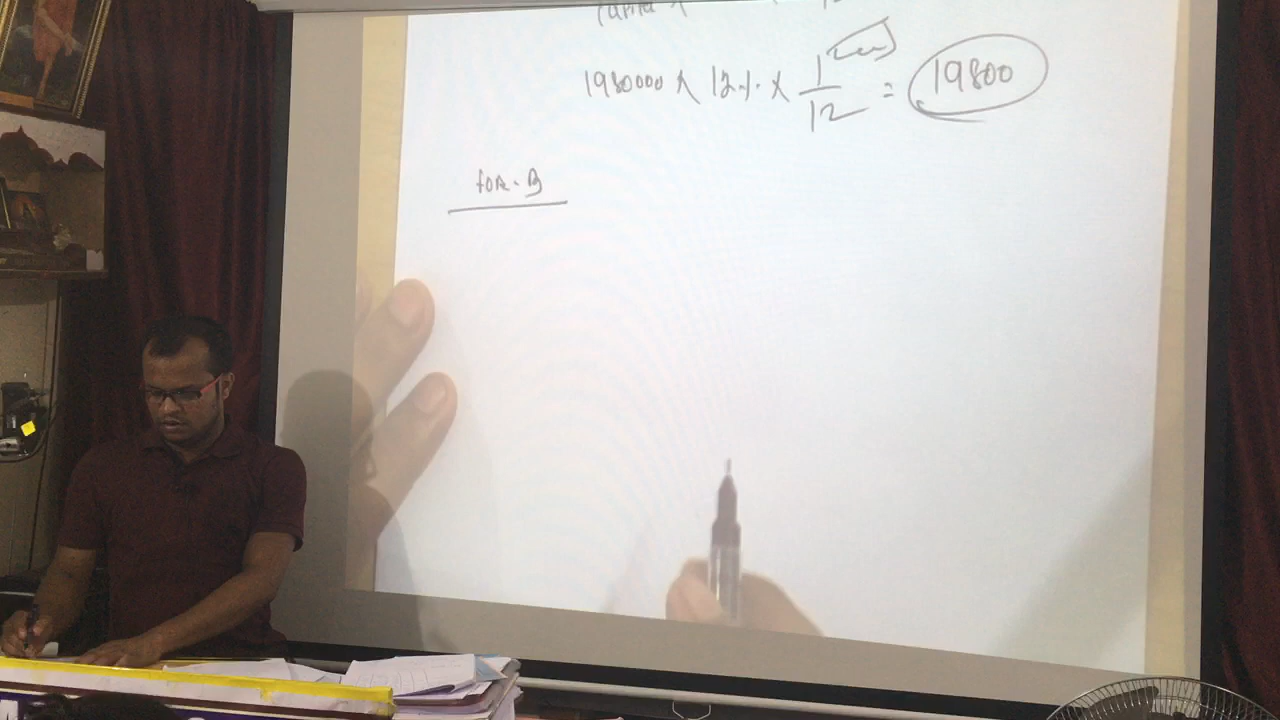 1980000 × 12% × 1/12 = 19800
for B